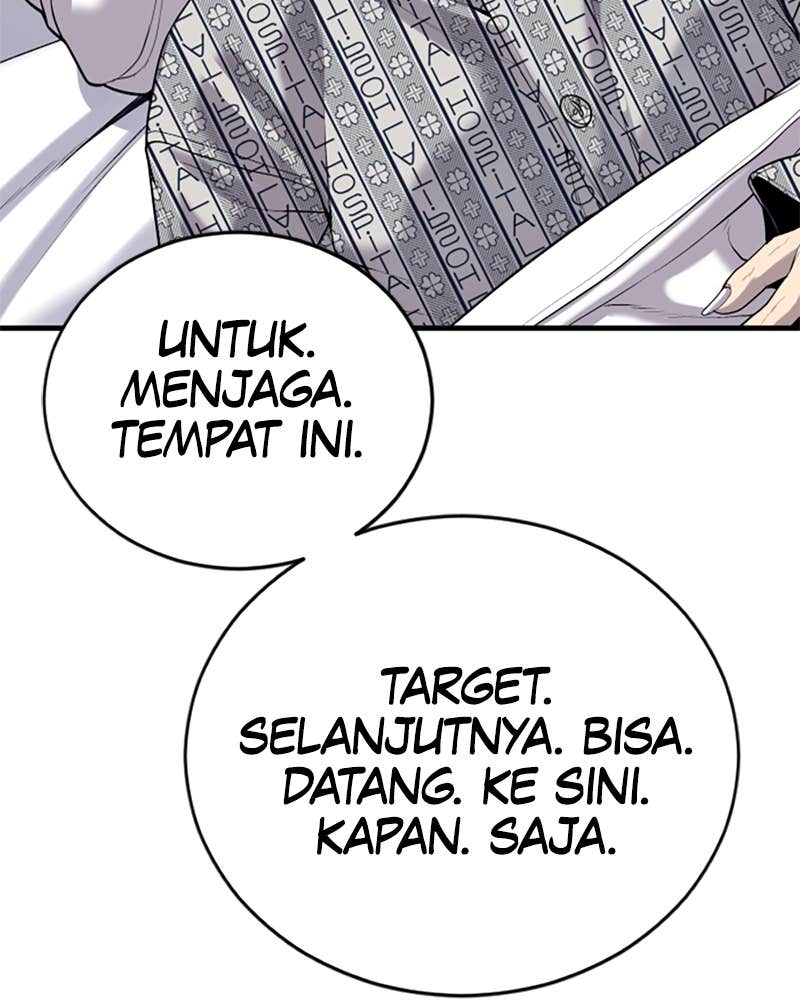 UNTUK.
MENJAGA.
TEMPAT INI.
TARGET.
SELANJUTNYA. BISA.
DATANG. KE SINI.
KAPAN. SAJA.